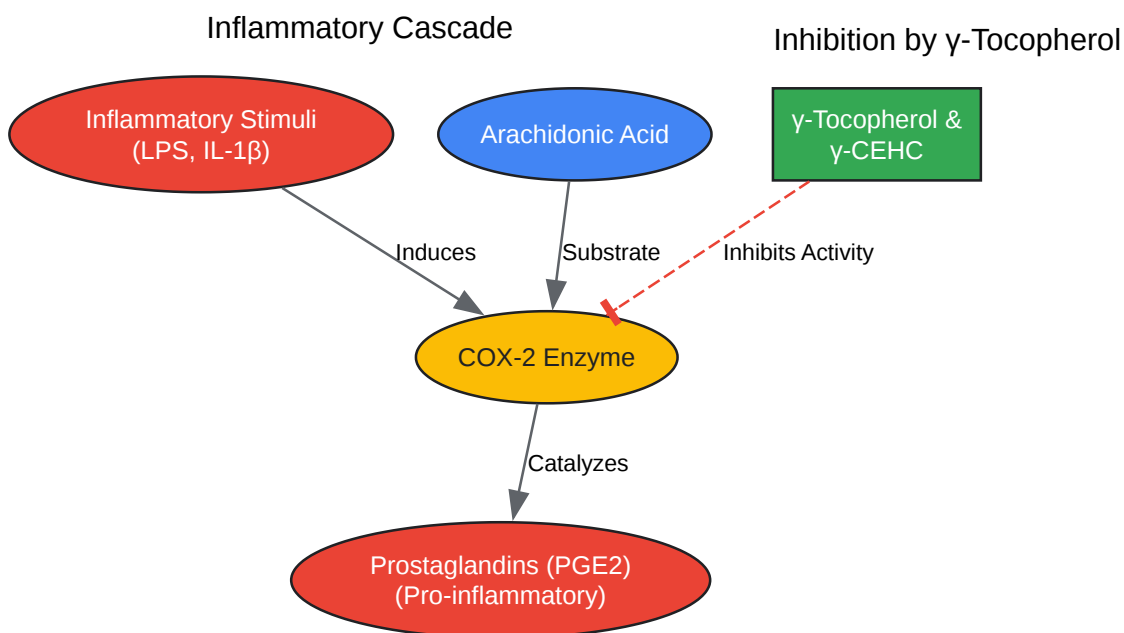 Inflammatory Cascade
Inhibition by γ-Tocopherol
Inflammatory Stimuli
(LPS, IL-1β)
Arachidonic Acid
γ-Tocopherol &
γ-CEHC
Induces
Substrate
Inhibits Activity
COX-2 Enzyme
Catalyzes
Prostaglandins (PGE2)
(Pro-inflammatory)